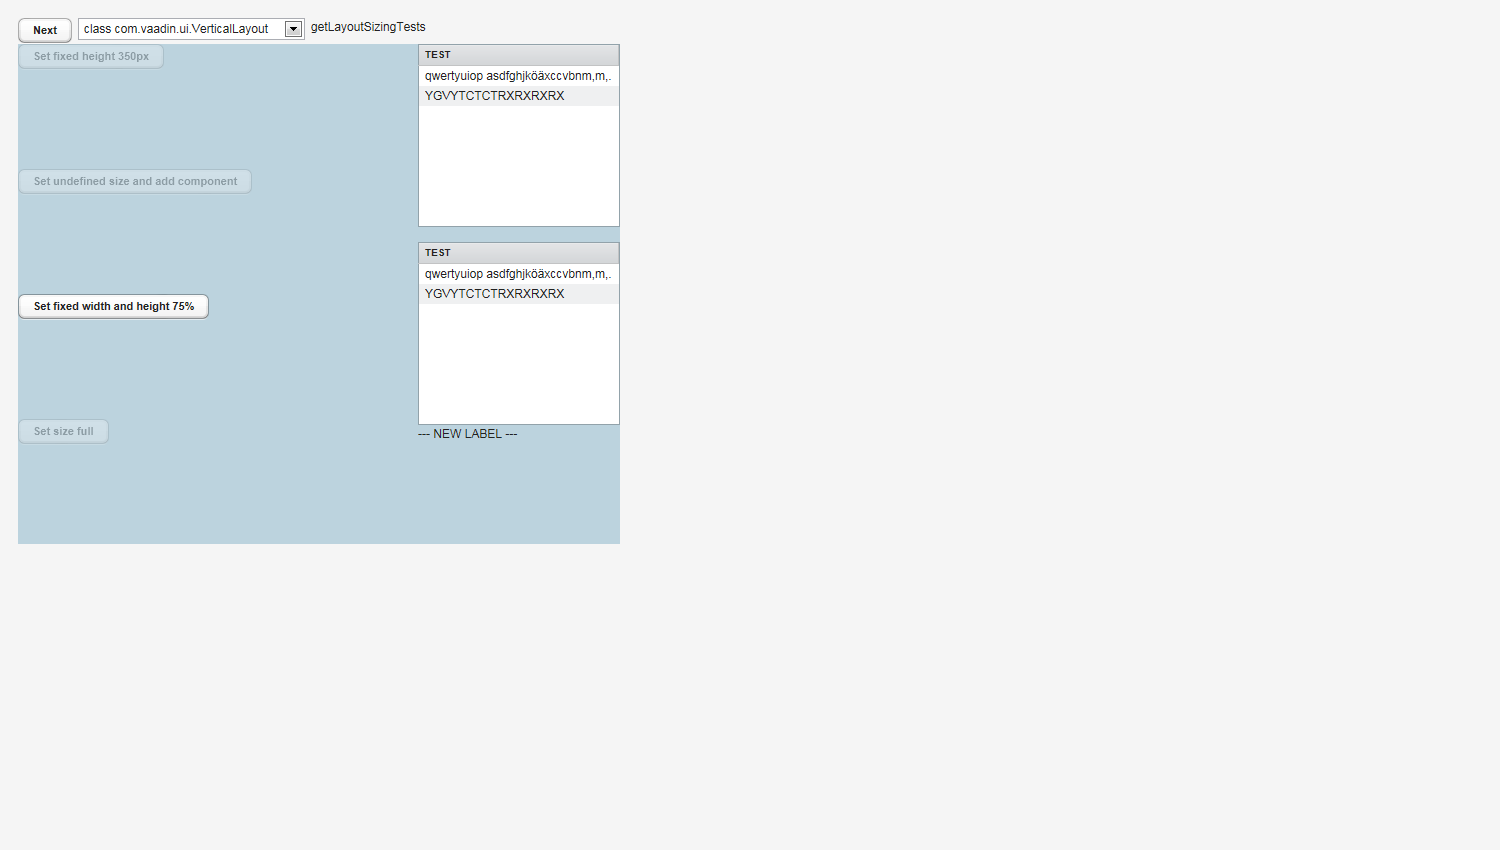 Next
class com.vaadin.ui.VerticalLayout
getLayoutSizingTests
Set fixed height 350px
Set undefined size and add component
Set fixed width and height 75%
Set size full
TEST
qwertyuiop asdfghjköäxccvbnm,m,.
YGVYTCTCTRXRXRXRX
TEST
qwertyuiop asdfghjköäxccvbnm,m,.
YGVYTCTCTRXRXRXRX
--- NEW LABEL ---